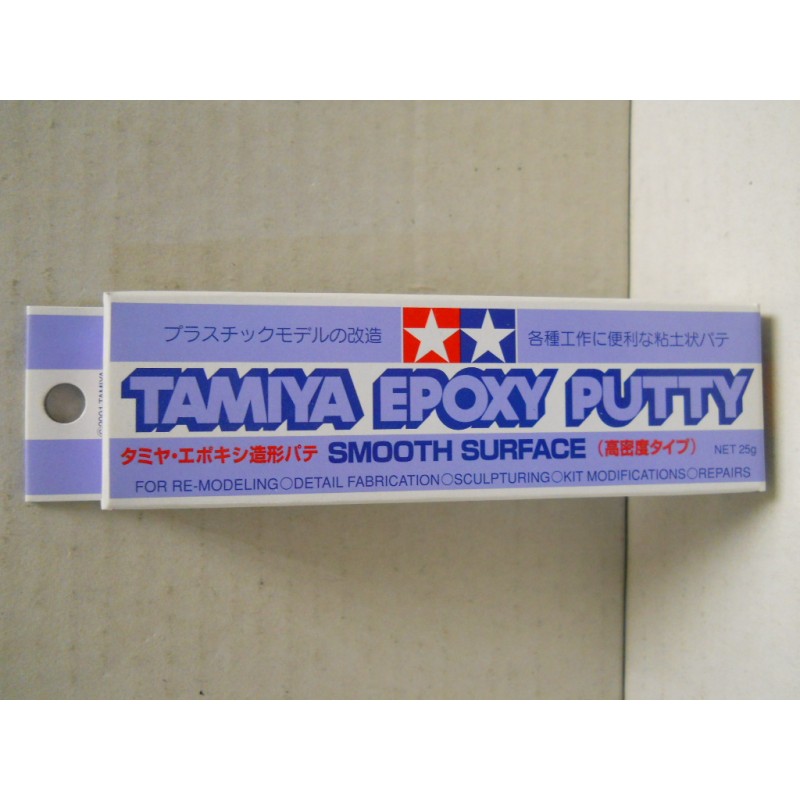 プラスチックモデルの改造 各種工作に便利な粘土状パテ
TAMIYA EPOXY PUTTY
タミヤ・エポキシ造形パテ SMOOTH SURFACE (高密度タイプ) NET 25g
FOR RE-MODELING○DETAIL FABRICATION○SCULPTURING○KIT MODIFICATIONS○REPAIRS